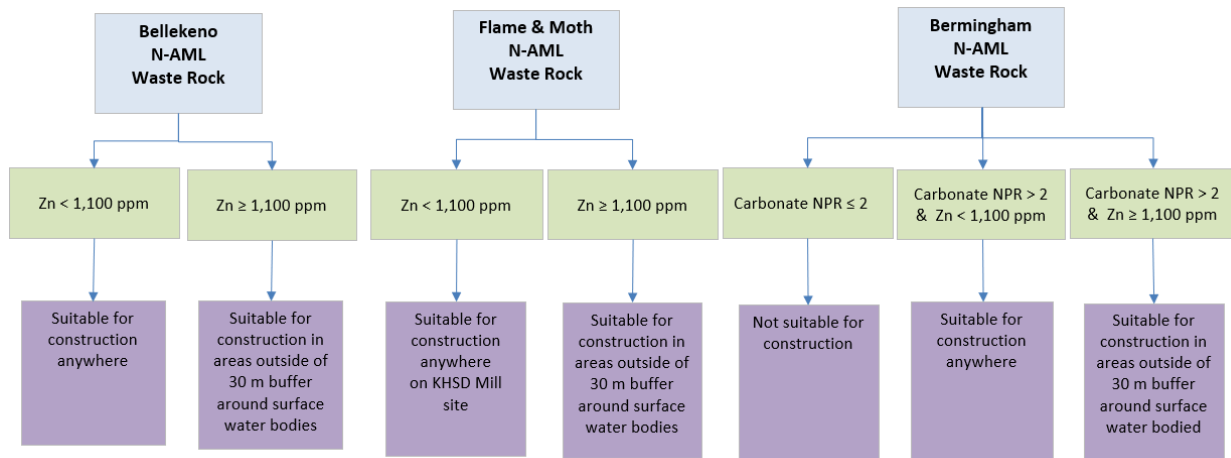 Bellekeno
N-AML
Waste Rock
Flame & Moth
N-AML
Waste Rock
Bermingham
N-AML
Waste Rock
Zn < 1,100 ppm
Zn ≥ 1,100 ppm
Zn < 1,100 ppm
Zn ≥ 1,100 ppm
Carbonate NPR ≤ 2
Carbonate NPR > 2
& Zn < 1,100 ppm
Carbonate NPR > 2
& Zn ≥ 1,100 ppm
Suitable for
construction
anywhere
Suitable for
construction in
areas outside of
30 m buffer
around surface
water bodies
Suitable for
construction
anywhere
on KHSD Mill
site
Suitable for
construction in
areas outside of
30 m buffer
around surface
water bodies
Not suitable for
construction
Suitable for
construction
anywhere
Suitable for
construction in
areas outside of
30 m buffer
around surface
water bodied